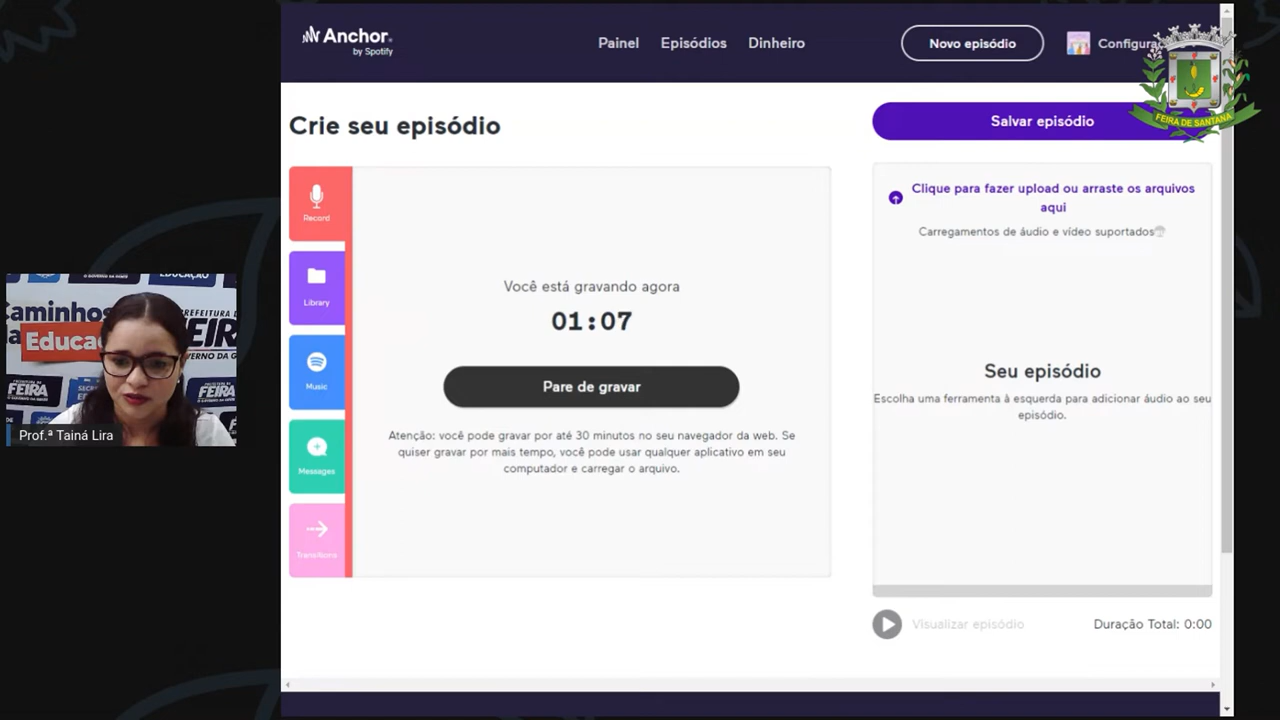 Anchor
by Spotify
Painel
Episódios
Dinheiro
Novo episódio
FEIRA DE SANTANA
Crie seu episódio
Salvar episódio
Record
Library
Music
Messages
Transitions
Você está gravando agora
01:07
Pare de gravar
Atenção: você pode gravar por até 30 minutos no seu navegador da web. Se
quiser gravar por mais tempo, você pode usar qualquer aplicativo em seu
computador e carregar o arquivo.
Clique para fazer upload ou arraste os arquivos
aqui
Carregamentos de áudio e vídeo suportados
Seu episódio
Escolha uma ferramenta à esquerda para adicionar áudio ao seu
episódio.
Visualizar episódio
Duração Total: 0:00
EDUCAÇÃO
Caminhos
Educa
PREFEITURA
FEIRA
FEIRA
Prof.ª Tainá Lira